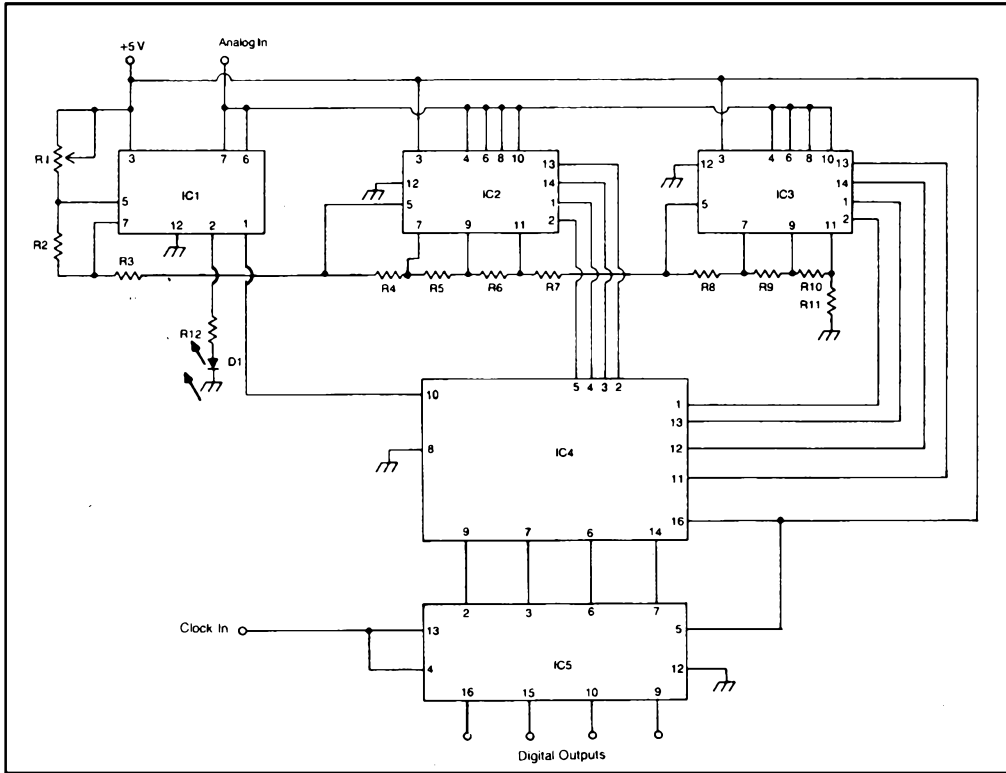 +5 V Analog In
R1
3 7 6
5 IC1
7 12 2 1
R2
R3
R12
D1
3 4 6 8 10
12 13
IC2 14
5 1
7 9 11 2
R4 R5 R6 R7
3 4 6 8 10
12 13
IC3 14
5 1
7 9 11 2
R8 R9 R10
R11
5 4 3 2
10 1
13
8 IC4 12
11
16
9 7 6 14
2 3 6 7
Clock In 13 5
4 IC5 12
16 15 10 9
Digital Outputs